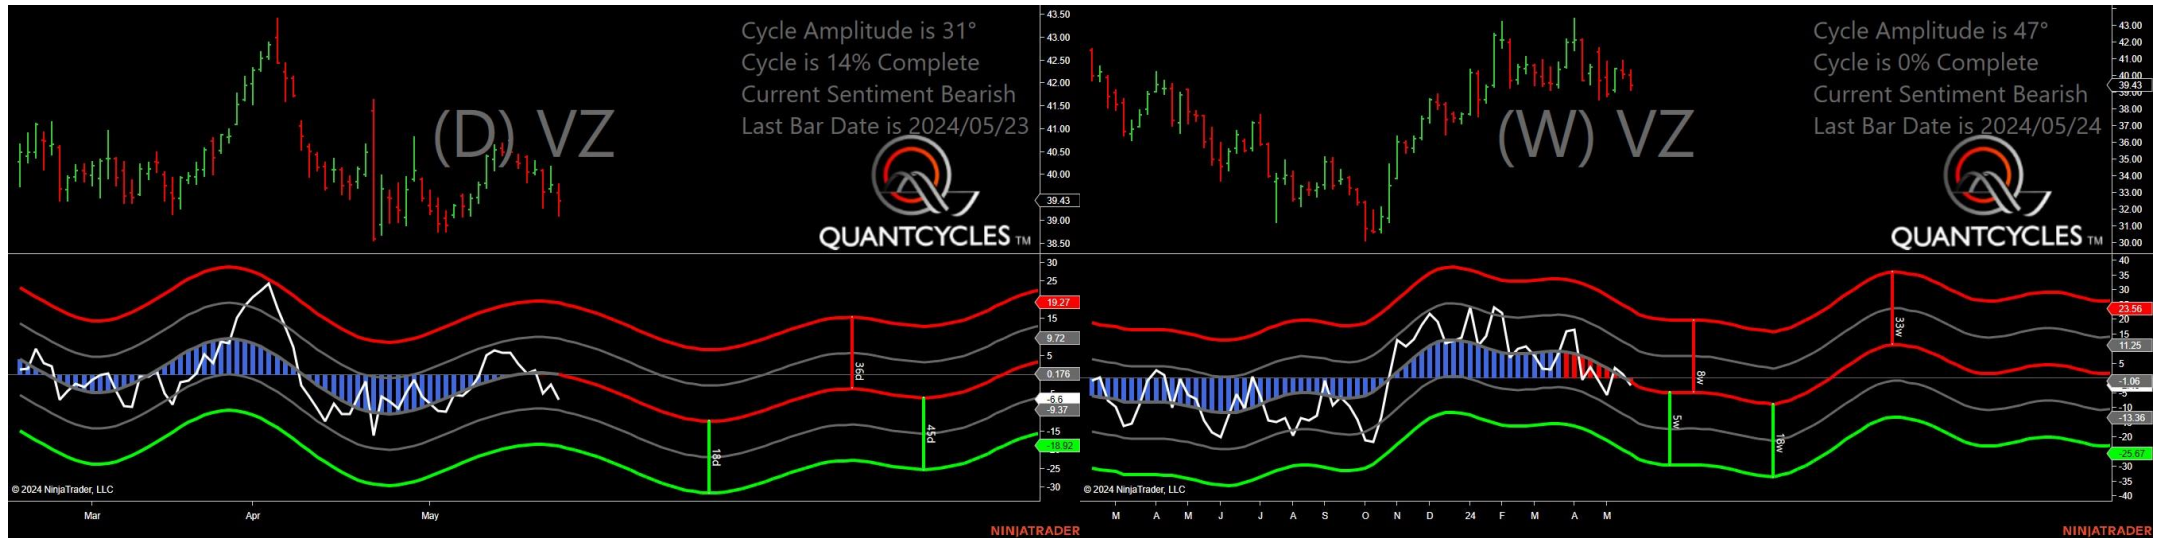 Cycle Amplitude is 31°
Cycle is 14% Complete
Current Sentiment Bearish
Last Bar Date is 2024/05/23
(D) VZ
QUANTCYCLES TM
43.50
43.00
42.50
42.00
41.50
41.00
40.50
40.00
39.43
39.00
38.50
30
25
19.27
15
9.72
5
0.176
-6.6
-9.37
-15
-18.92
-25
-30
18d
36d
45d
© 2024 NinjaTrader, LLC
Mar
Apr
May
NINJATRADER
Cycle Amplitude is 47°
Cycle is 0% Complete
Current Sentiment Bearish
Last Bar Date is 2024/05/24
(W) VZ
QUANTCYCLES TM
43.00
42.00
41.00
40.00
39.43
38.00
37.00
36.00
35.00
34.00
33.00
32.00
31.00
30.00
40
35
30
23.56
20
15
11.25
5
-1.06
-5
-10
-13.36
-20
-25.67
-30
-35
-40
5w
8w
18w
33w
© 2024 NinjaTrader, LLC
M A M J J A S O N D 24 F M A M
NINJATRADER